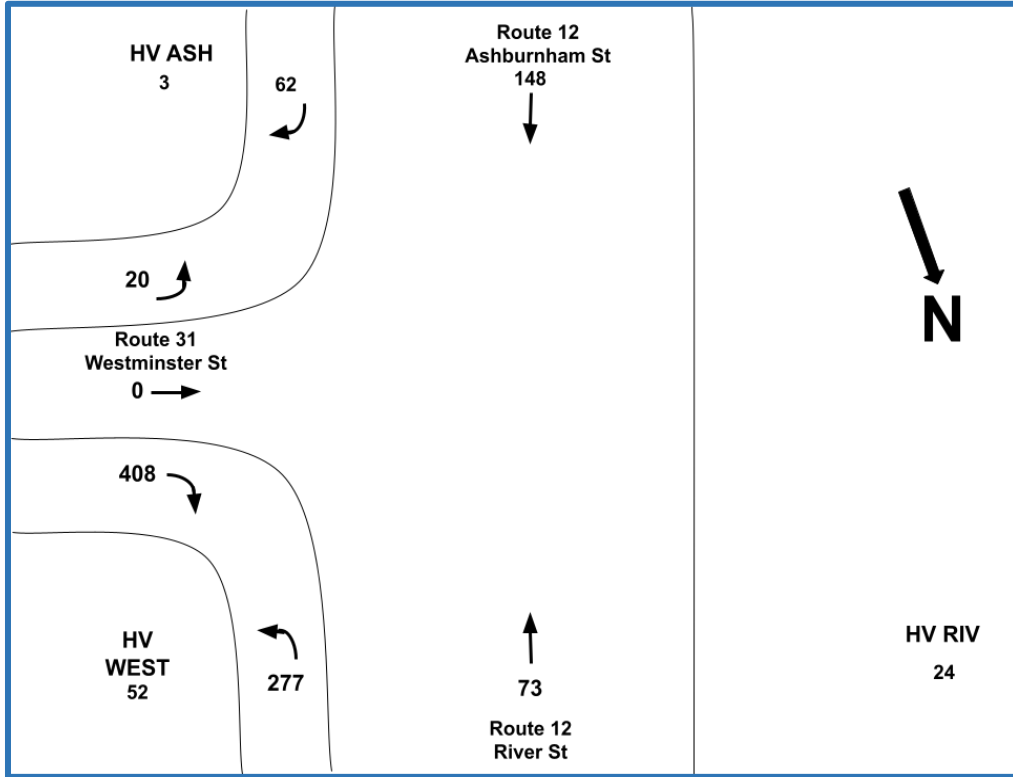 HV ASH
3
62
Route 12
Ashburnham St
148
20
Route 31
Westminster St
0
N
408
HV
WEST
52
277
73
Route 12
River St
HV RIV
24